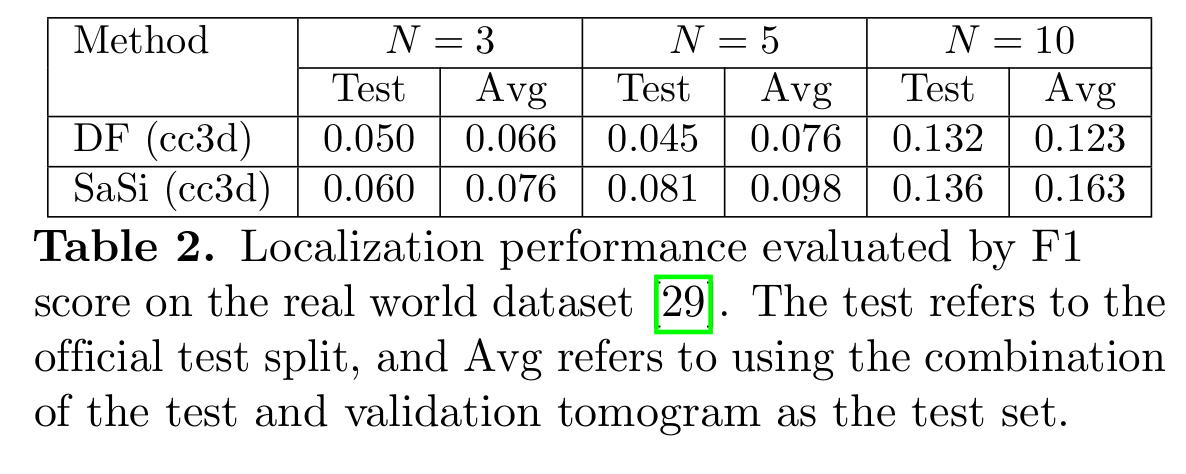 Method N = 3 N = 5 N = 10
Test Avg Test Avg Test Avg
DF (cc3d) 0.050 0.066 0.045 0.076 0.132 0.123
SaSi (cc3d) 0.060 0.076 0.081 0.098 0.136 0.163
Table 2. Localization performance evaluated by F1
score on the real world dataset [29]. The test refers to the
official test split, and Avg refers to using the combination
of the test and validation tomogram as the test set.